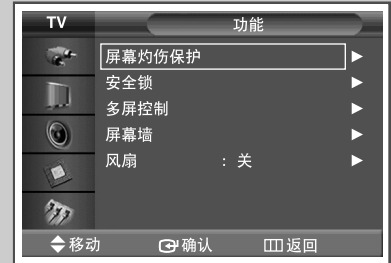 TV 功能
屏幕灼伤保护 ▶
安全锁 ▶
多屏控制 ▶
屏幕墙 ▶
风扇 : 关 ▶
移动 确认 返回